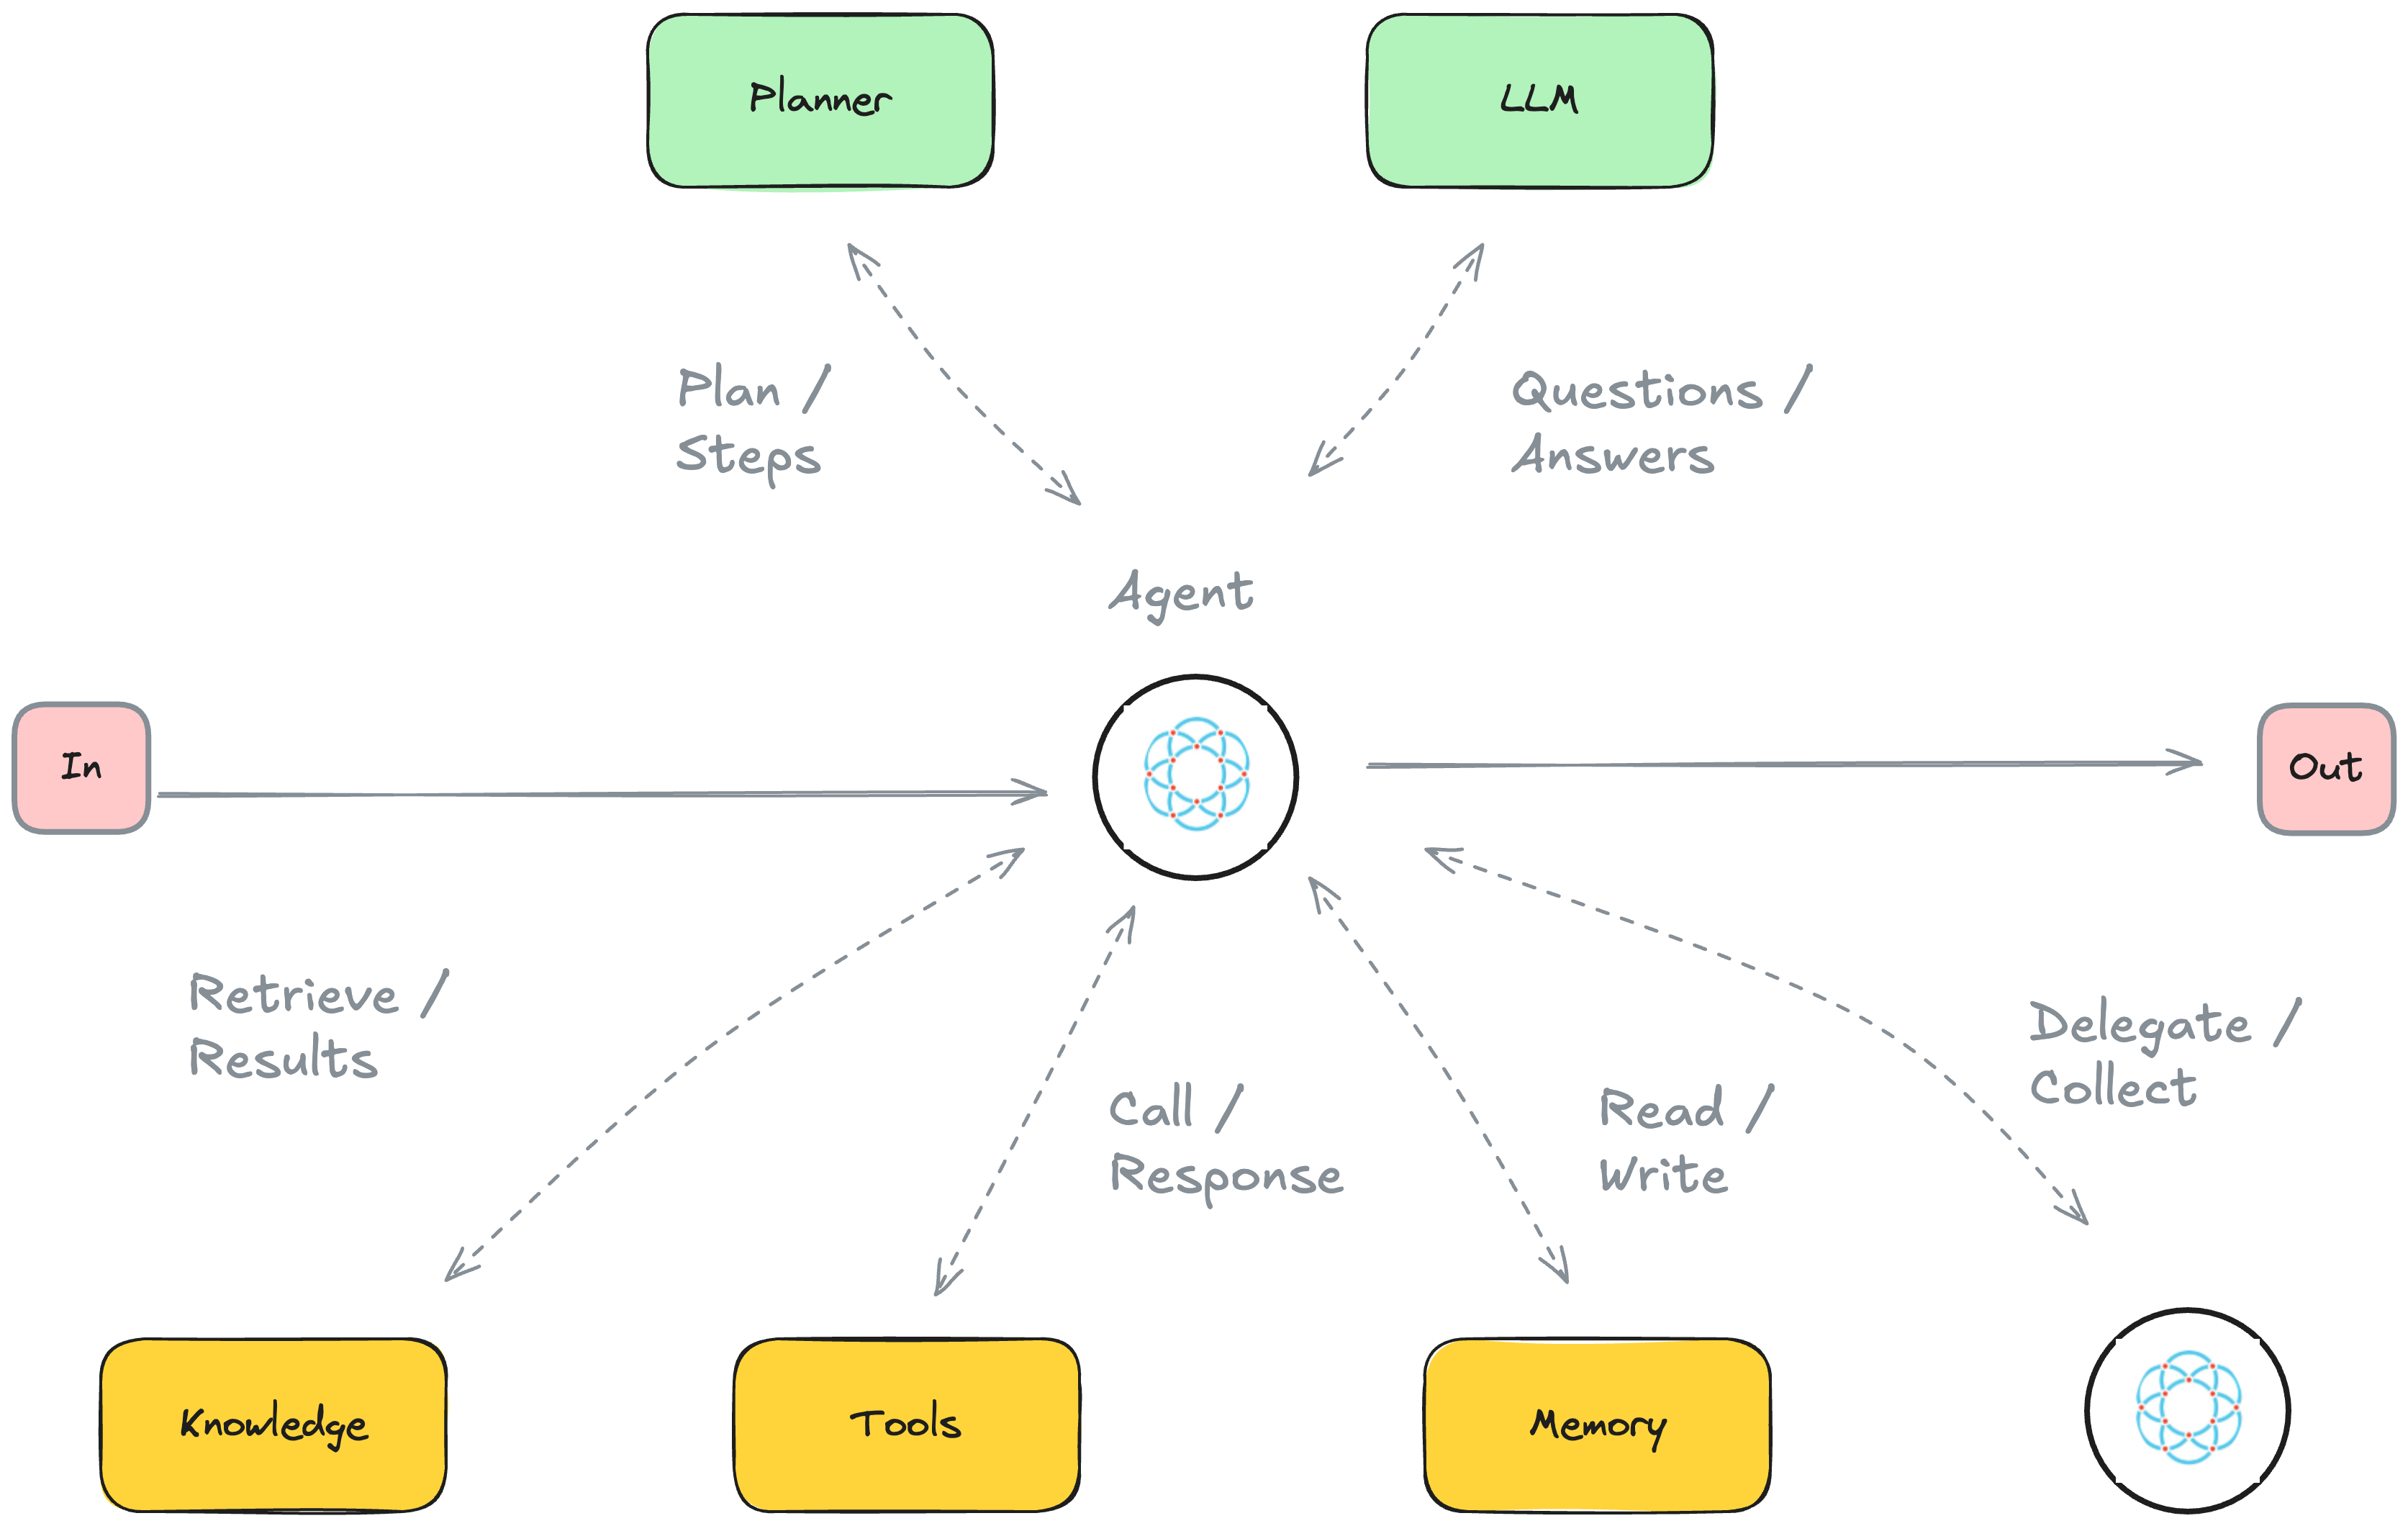 Planner
LLM
Plan /
Steps
Questions /
Answers
Agent
In
Out
Retrieve /
Results
Call /
Response
Read /
Write
Delegate /
Collect
Knowledge
Tools
Memory